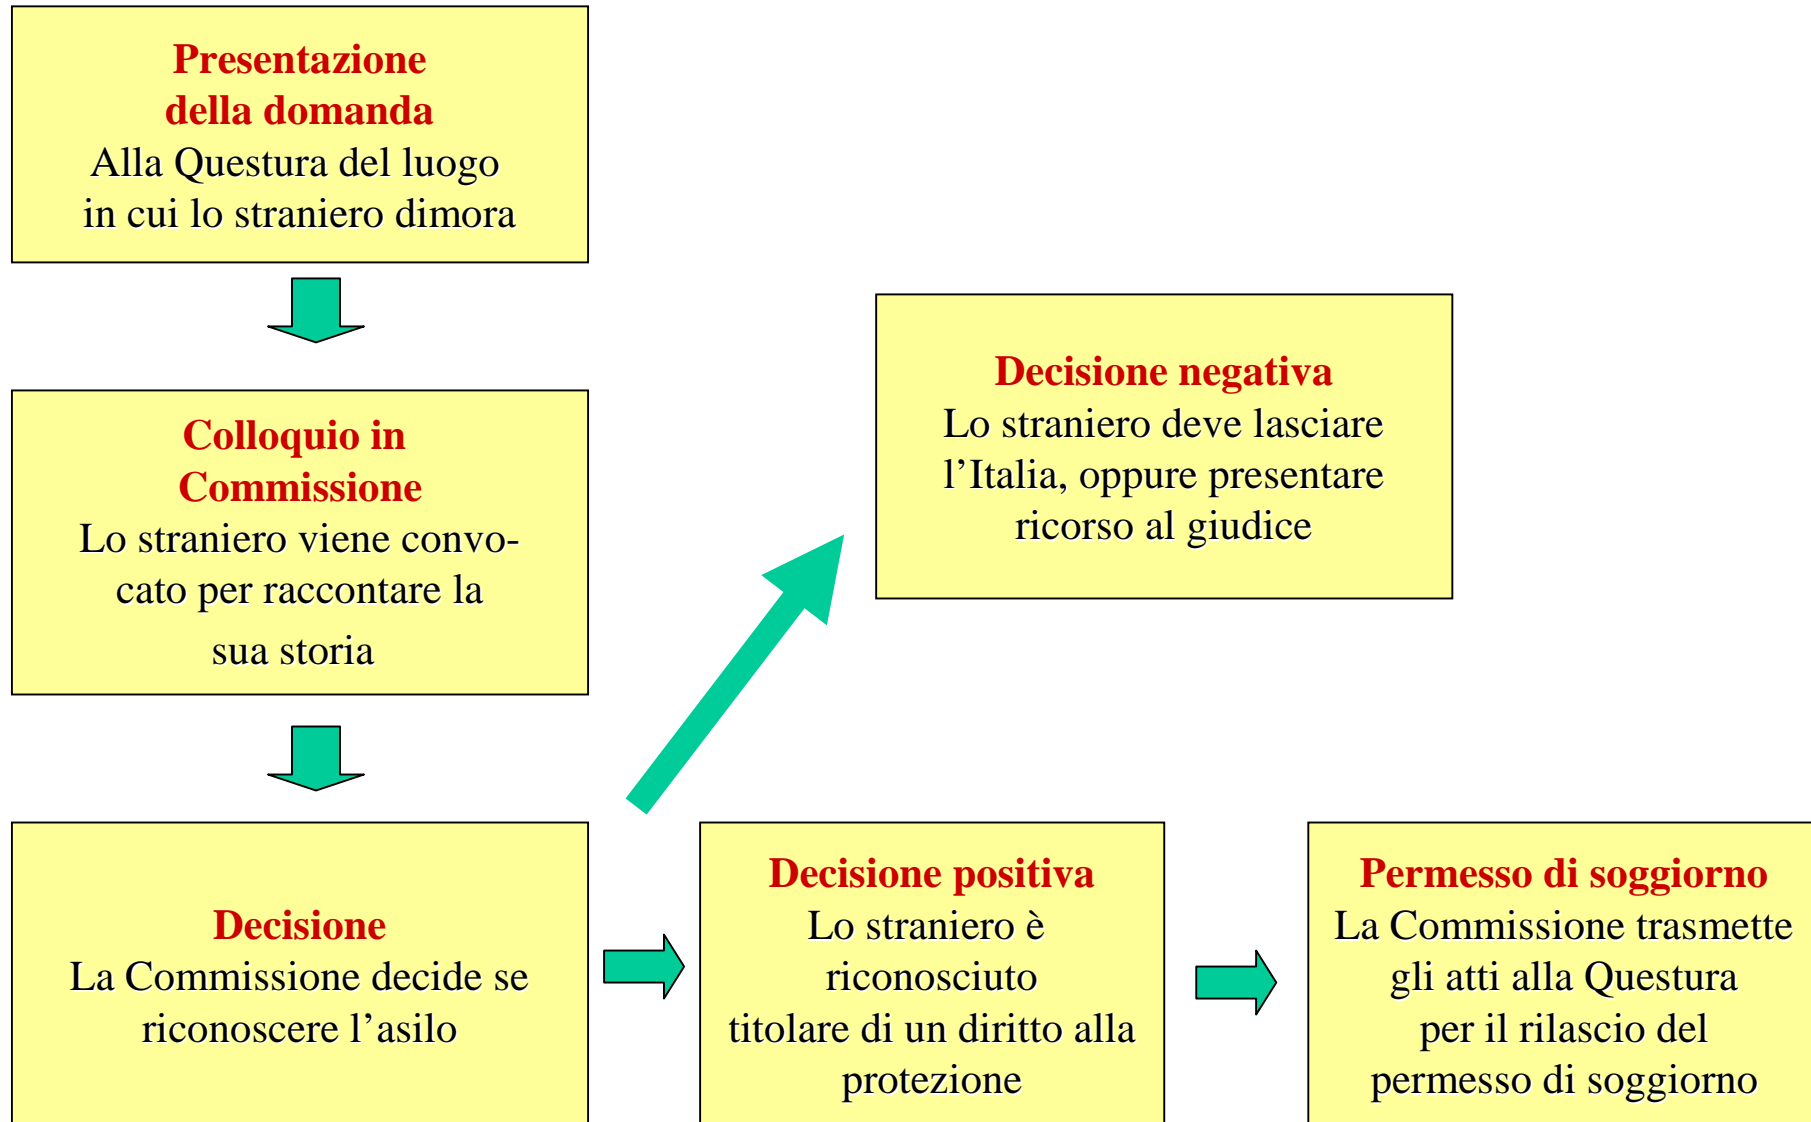 Presentazione
della domanda
Alla Questura del luogo
in cui lo straniero dimora
Colloquio in
Commissione
Lo straniero viene convo-
cato per raccontare la
sua storia
Decisione negativa
Lo straniero deve lasciare
l’Italia, oppure presentare
ricorso al giudice
Decisione
La Commissione decide se
riconoscere l’asilo
Decisione positiva
Lo straniero è
riconosciuto
titolare di un diritto alla
protezione
Permesso di soggiorno
La Commissione trasmette
gli atti alla Questura
per il rilascio del
permesso di soggiorno